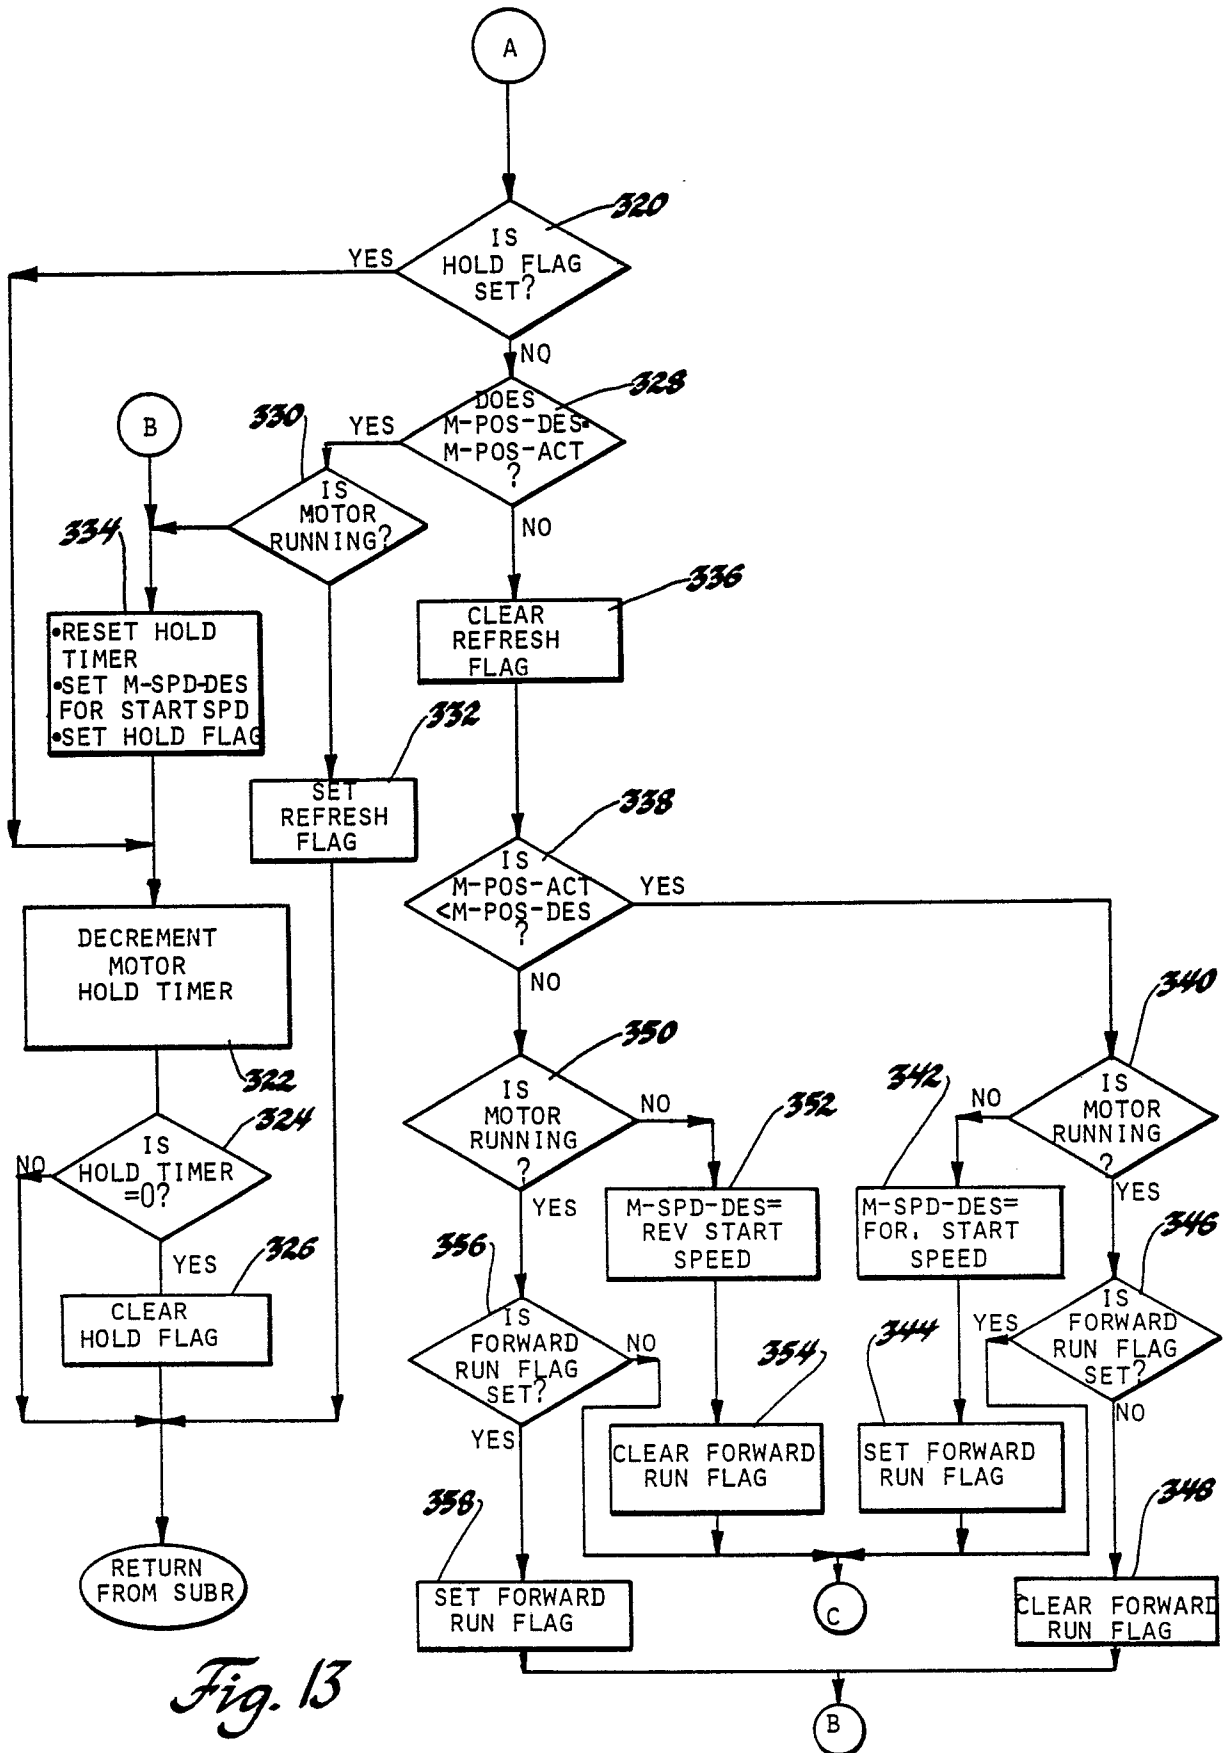 A
320
IS
HOLD FLAG
SET?
YES
NO
328
DOES
M-POS-DES=
M-POS-ACT
?
YES
NO
B
330
IS
MOTOR
RUNNING?
334
•RESET HOLD
TIMER
•SET M-SPD-DES
FOR START SPD
•SET HOLD FLAG
336
CLEAR
REFRESH
FLAG
332
SET
REFRESH
FLAG
338
IS
M-POS-ACT
<M-POS-DES
?
YES
NO
DECREMENT
MOTOR
HOLD TIMER
322
324
IS
HOLD TIMER
=0?
NO
YES
326
CLEAR
HOLD FLAG
RETURN
FROM SUBR
350
IS
MOTOR
RUNNING
?
NO
YES
352
M-SPD-DES=
REV START
SPEED
342
M-SPD-DES=
FOR. START
SPEED
340
IS
MOTOR
RUNNING
?
NO
YES
356
IS
FORWARD
RUN FLAG
SET?
NO
YES
354
CLEAR FORWARD
RUN FLAG
344
SET FORWARD
RUN FLAG
346
IS
FORWARD
RUN FLAG
SET?
YES
NO
358
SET FORWARD
RUN FLAG
C
348
CLEAR FORWARD
RUN FLAG
B
Fig. 13